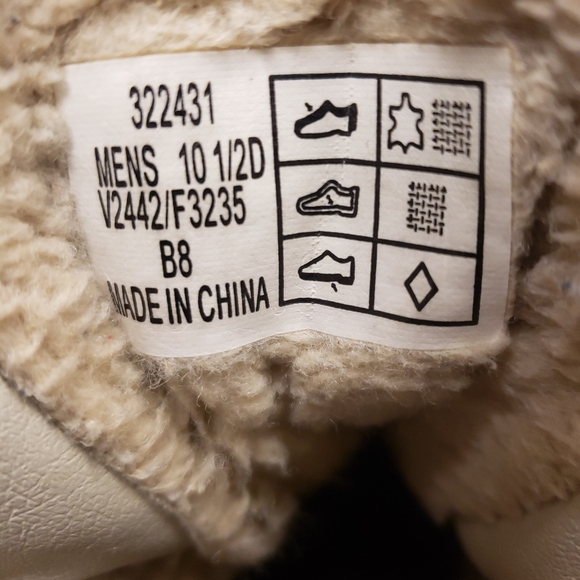 322431
MENS 10 1/2D
V2442/F3235
B8
MADE IN CHINA